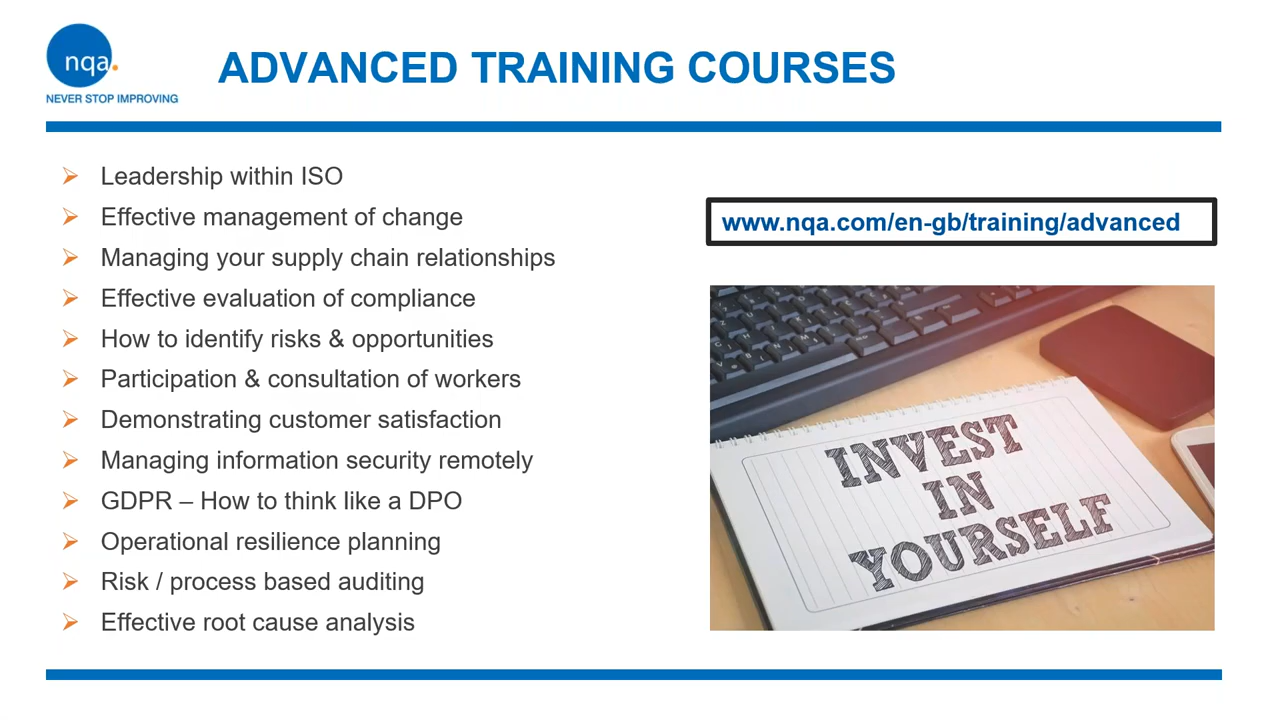 nqa.
NEVER STOP IMPROVING
ADVANCED TRAINING COURSES
Leadership within ISO
Effective management of change
Managing your supply chain relationships
Effective evaluation of compliance
How to identify risks & opportunities
Participation & consultation of workers
Demonstrating customer satisfaction
Managing information security remotely
GDPR – How to think like a DPO
Operational resilience planning
Risk / process based auditing
Effective root cause analysis
www.nqa.com/en-gb/training/advanced
INVEST
IN
YOURSELF